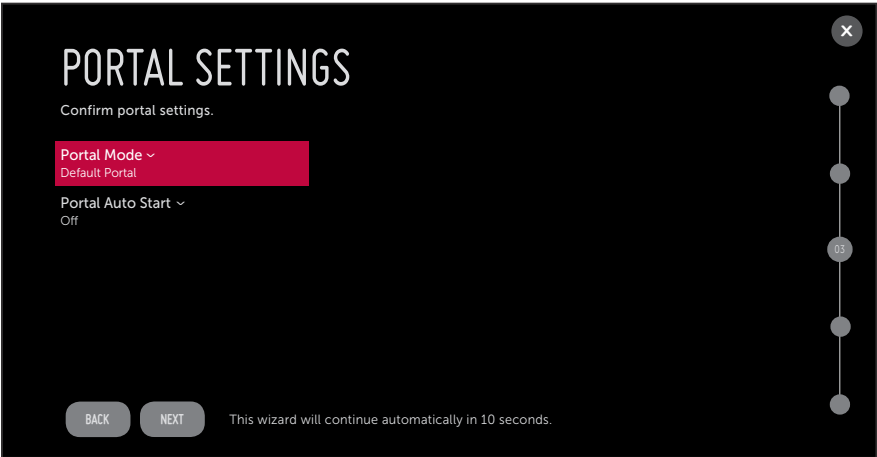 X
PORTAL SETTINGS
Confirm portal settings.
Portal Mode
Default Portal
Portal Auto Start
Off
03
BACK
NEXT
This wizard will continue automatically in 10 seconds.